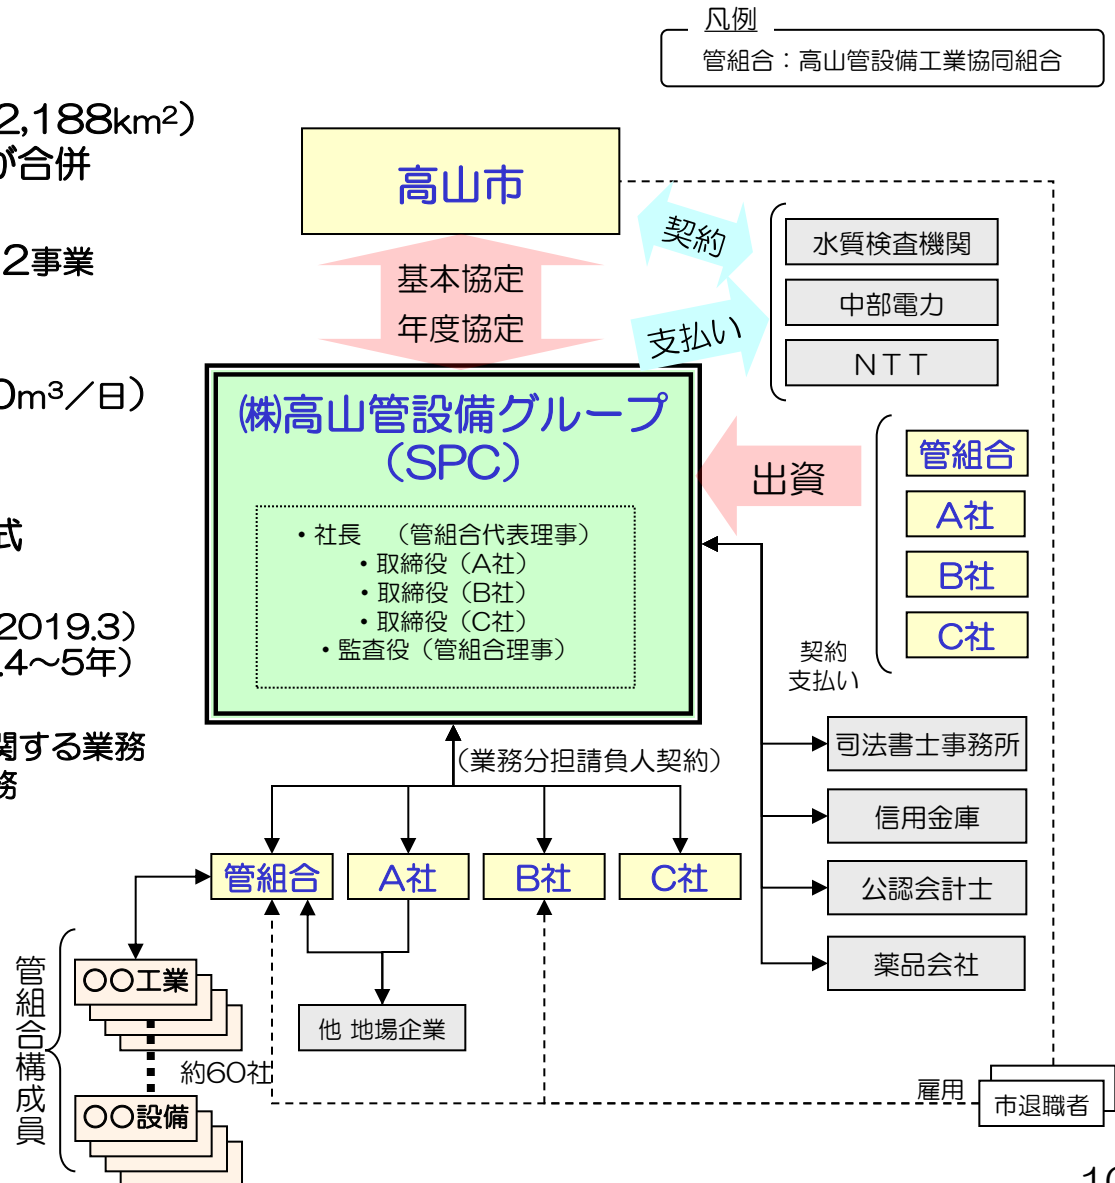 凡例
管組合：高山管設備工業協同組合
2,188km²）
が合併
2事業
0m³／日）
式
2019.3）
.4～5年）
関する業務
務
高山市
契約
支払い
基本協定
年度協定
水質検査機関
中部電力
ＮＴＴ
㈱高山管設備グループ
（SPC）
・社長　（管組合代表理事）
・取締役（A社）
・取締役（B社）
・取締役（C社）
・監査役（管組合理事）
出資
管組合
A社
B社
C社
契約
支払い
司法書士事務所
信用金庫
公認会計士
薬品会社
（業務分担請負人契約）
管組合
A社
B社
C社
管組合構成員
〇〇工業
約60社
〇〇設備
他 地場企業
雇用
市退職者